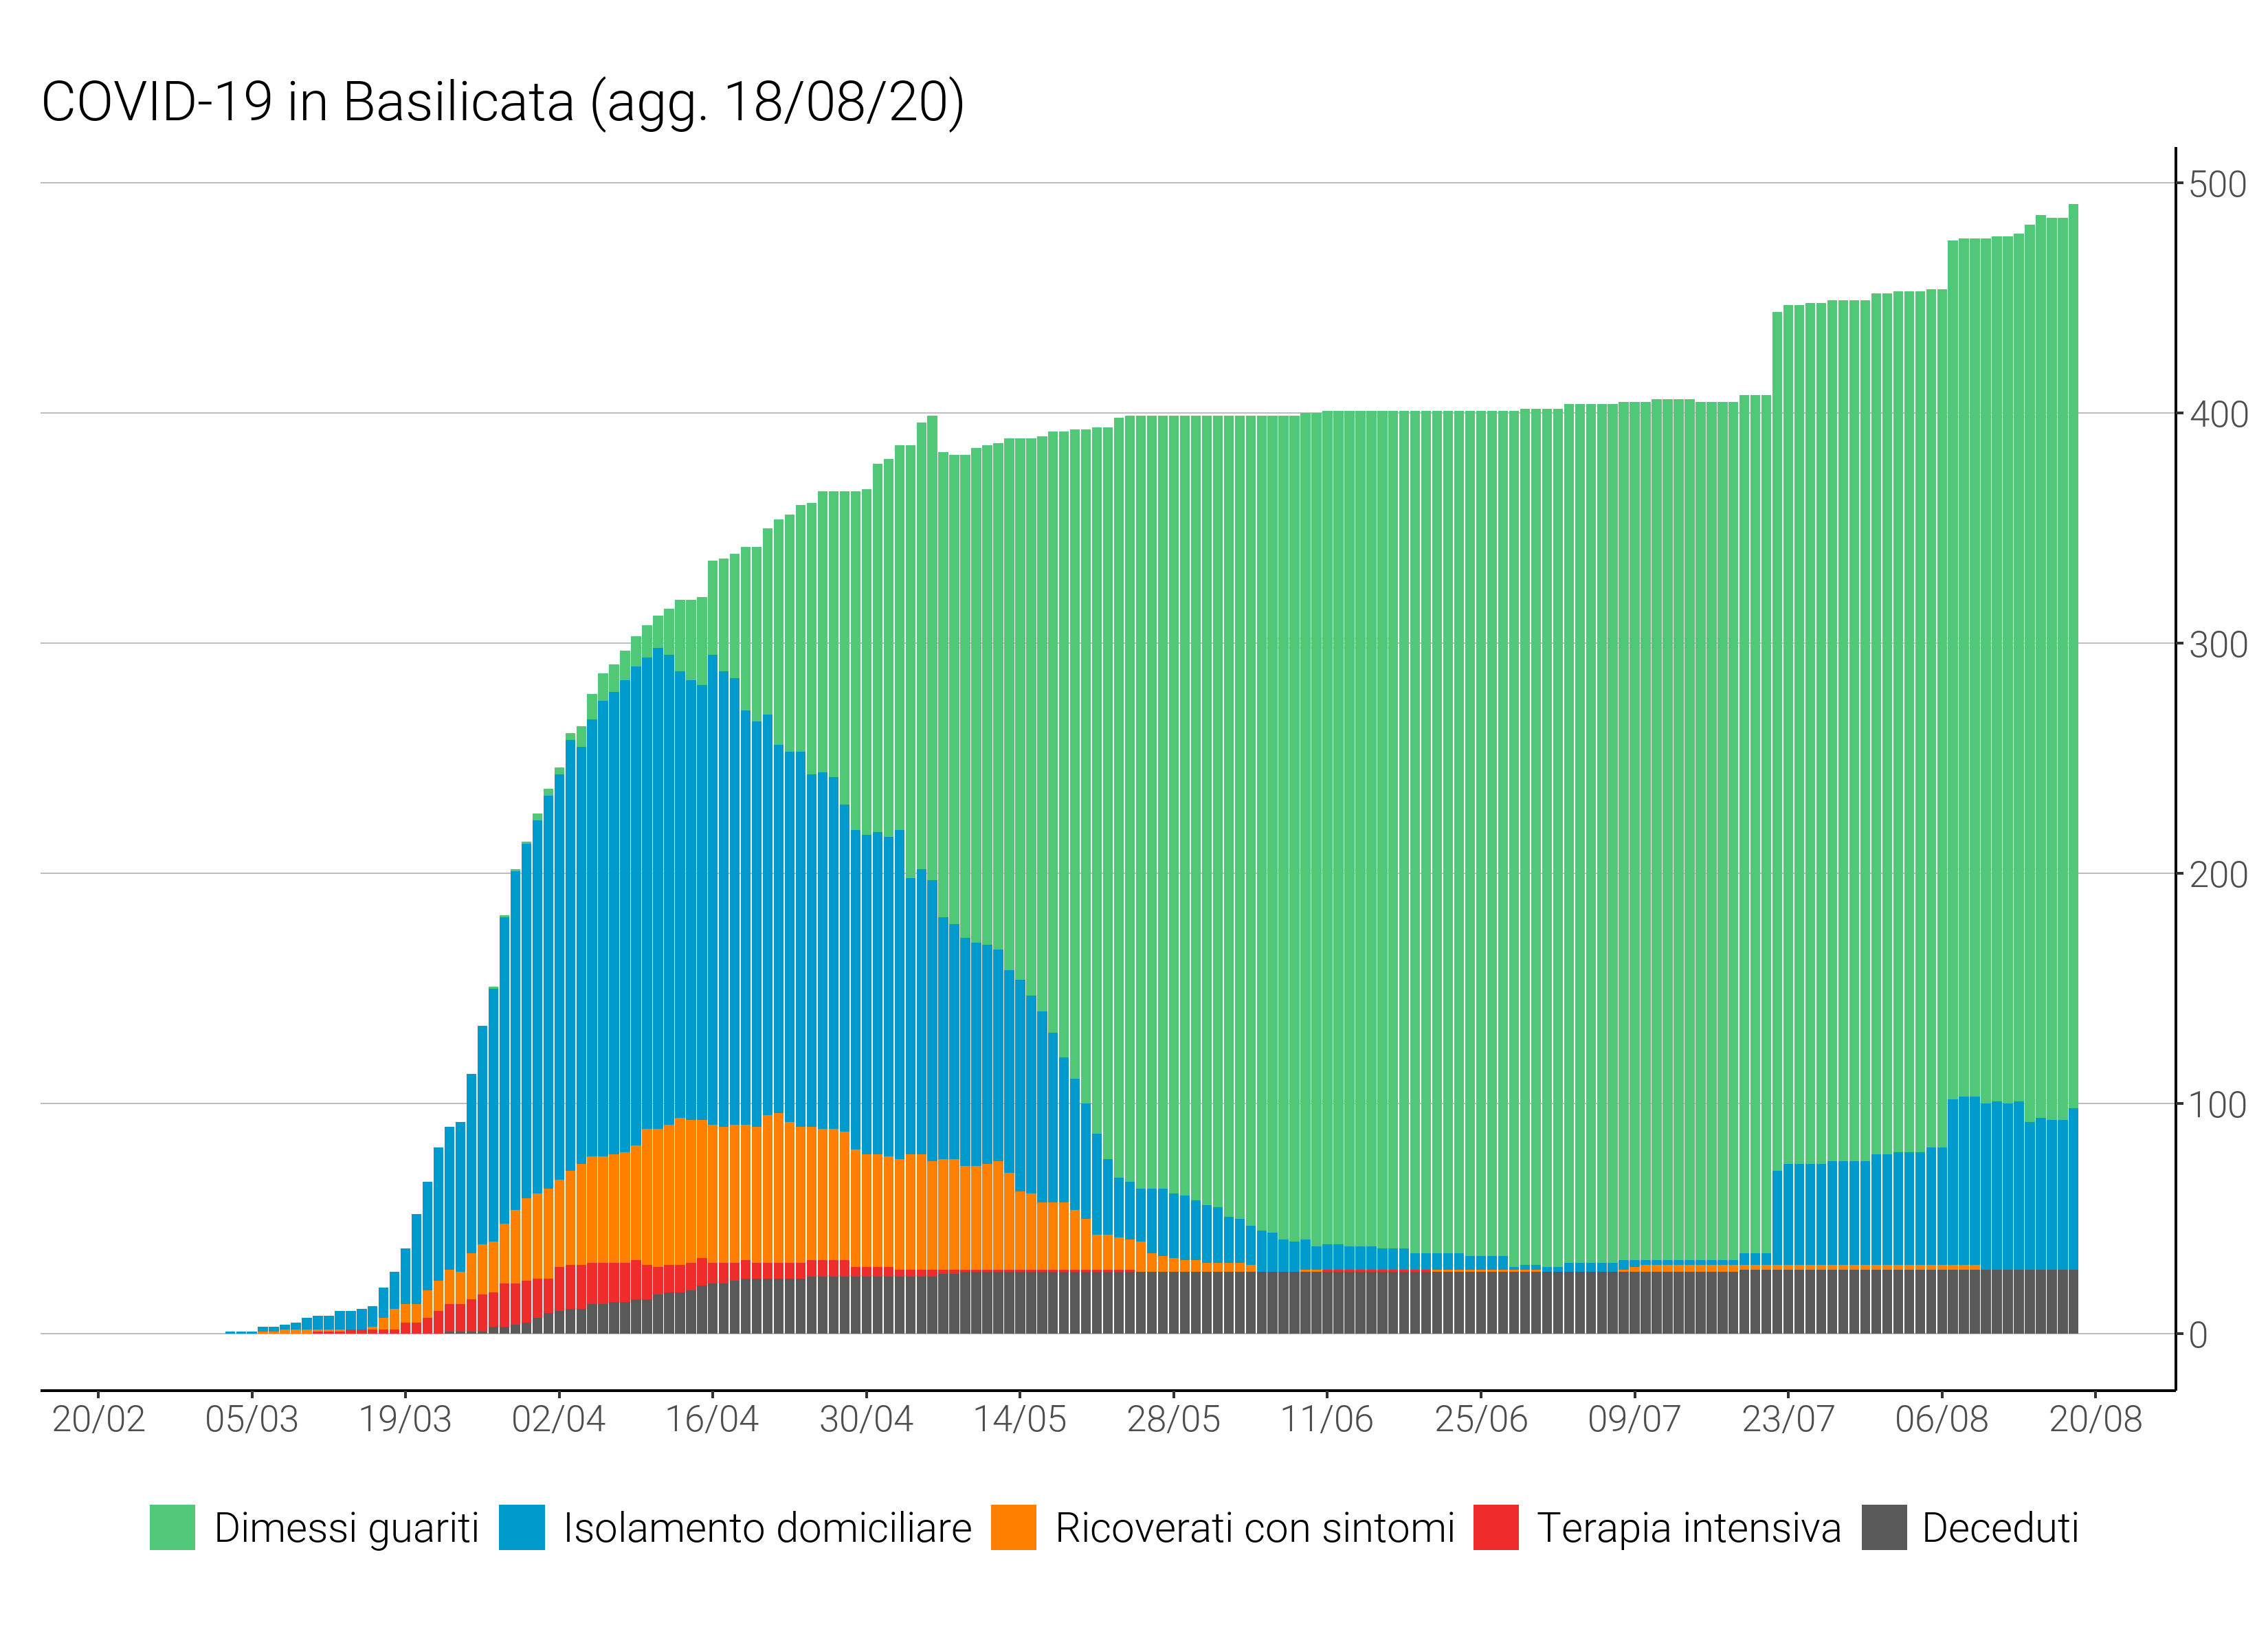 COVID-19 in Basilicata (agg. 18/08/20)
500
400
300
200
100
0
20/02 05/03 19/03 02/04 16/04 30/04 14/05 28/05 11/06 25/06 09/07 23/07 06/08 20/08
Dimessi guariti Isolamento domiciliare Ricoverati con sintomi Terapia intensiva Deceduti